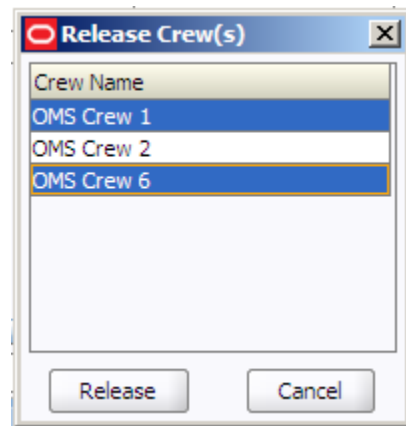 Release Crew(s)
Crew Name
OMS Crew 1
OMS Crew 2
OMS Crew 6
Release Cancel